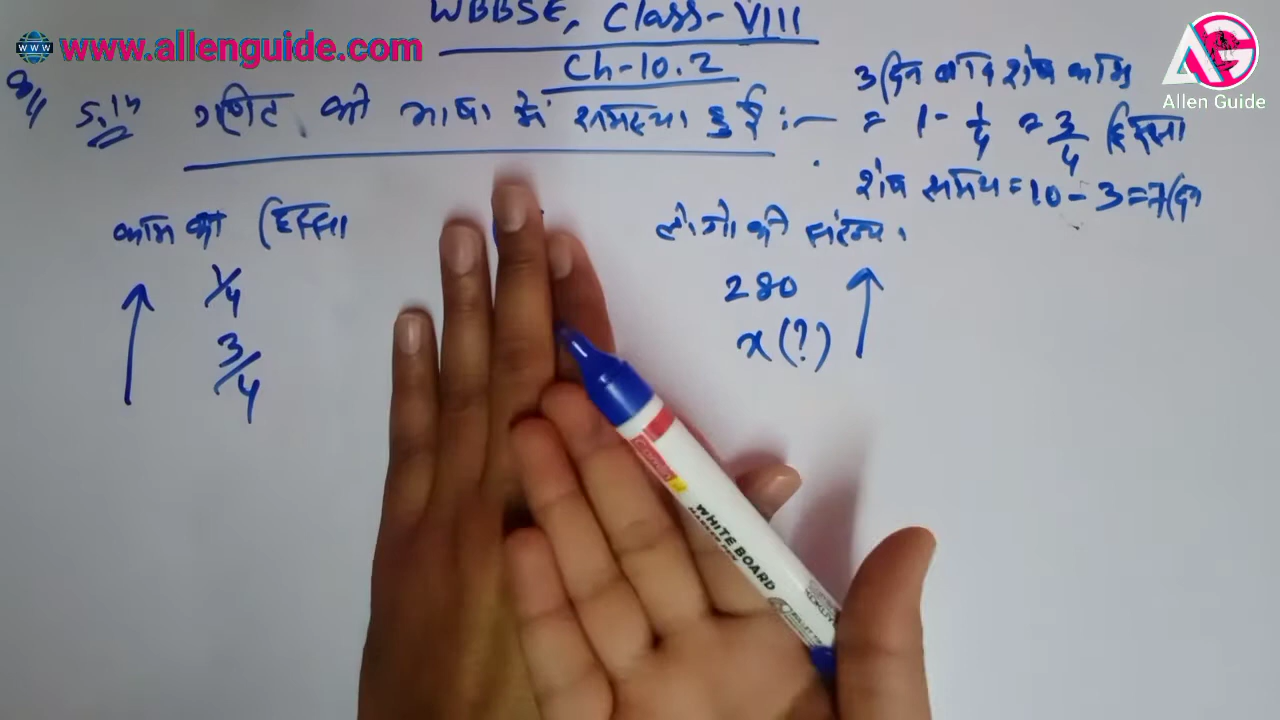 WBBSE, Class-VIII
www.allenguide.com
Ch-10.2
Allen Guide
गणित की भाषा में समस्या हुई :—
3 दिन बाद शेष काम
= 1 - 1/4 = 3/4 हिस्सा
शेष समय = 10 - 3 = 7 दिन
काम का हिस्सा
लोगों की संख्या
1/4
280
3/4
x (?)
WHITE BOARD